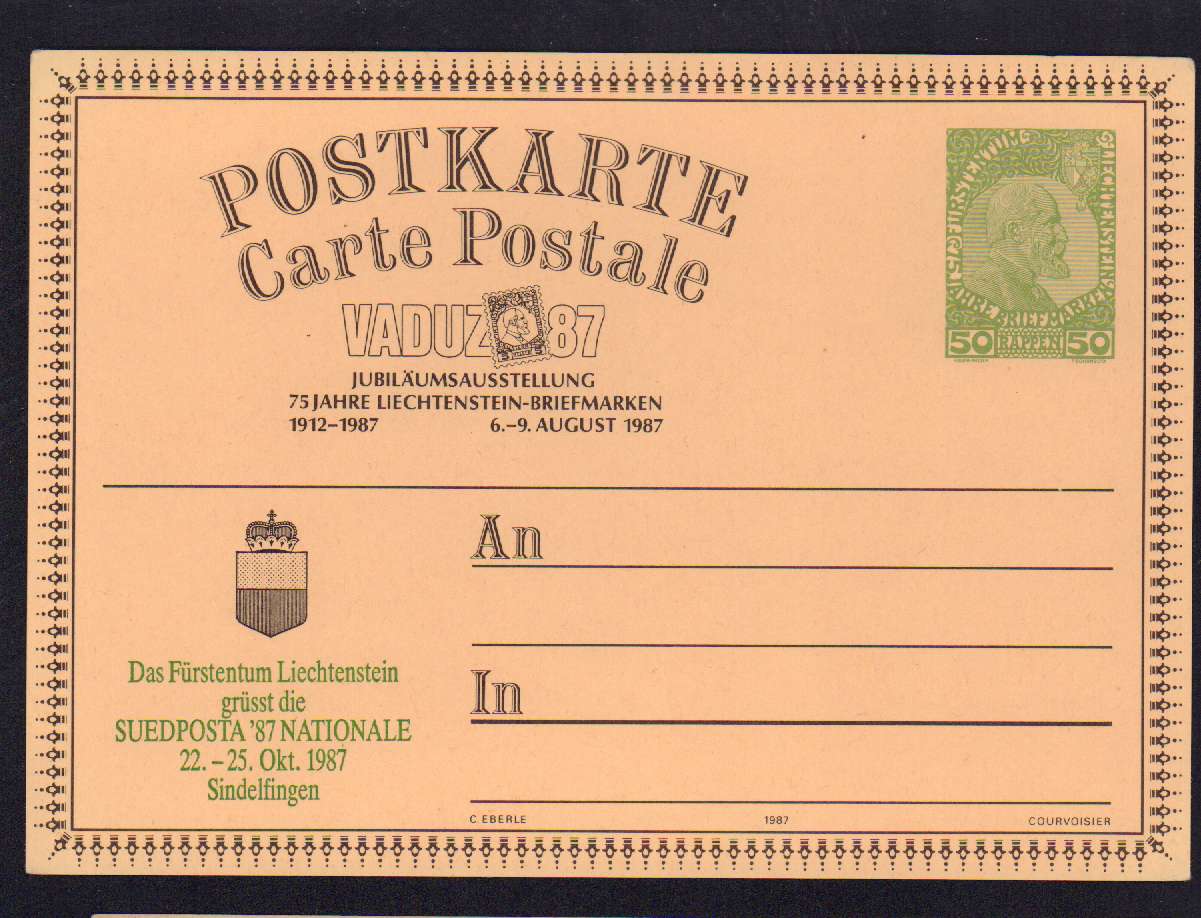 POSTKARTE
Carte Postale
VADUZ 87
JUBILÄUMSAUSSTELLUNG
75 JAHRE LIECHTENSTEIN-BRIEFMARKEN
1912–1987 6.–9. AUGUST 1987
75 JAHRE BRIEFMARKEN
FÜRSTENTUM LIECHTENSTEIN
50 RAPPEN 50
An
In
Das Fürstentum Liechtenstein
grüsst die
SUEDPOSTA '87 NATIONALE
22. – 25. Okt. 1987
Sindelfingen
C EBERLE 1987 COURVOISIER